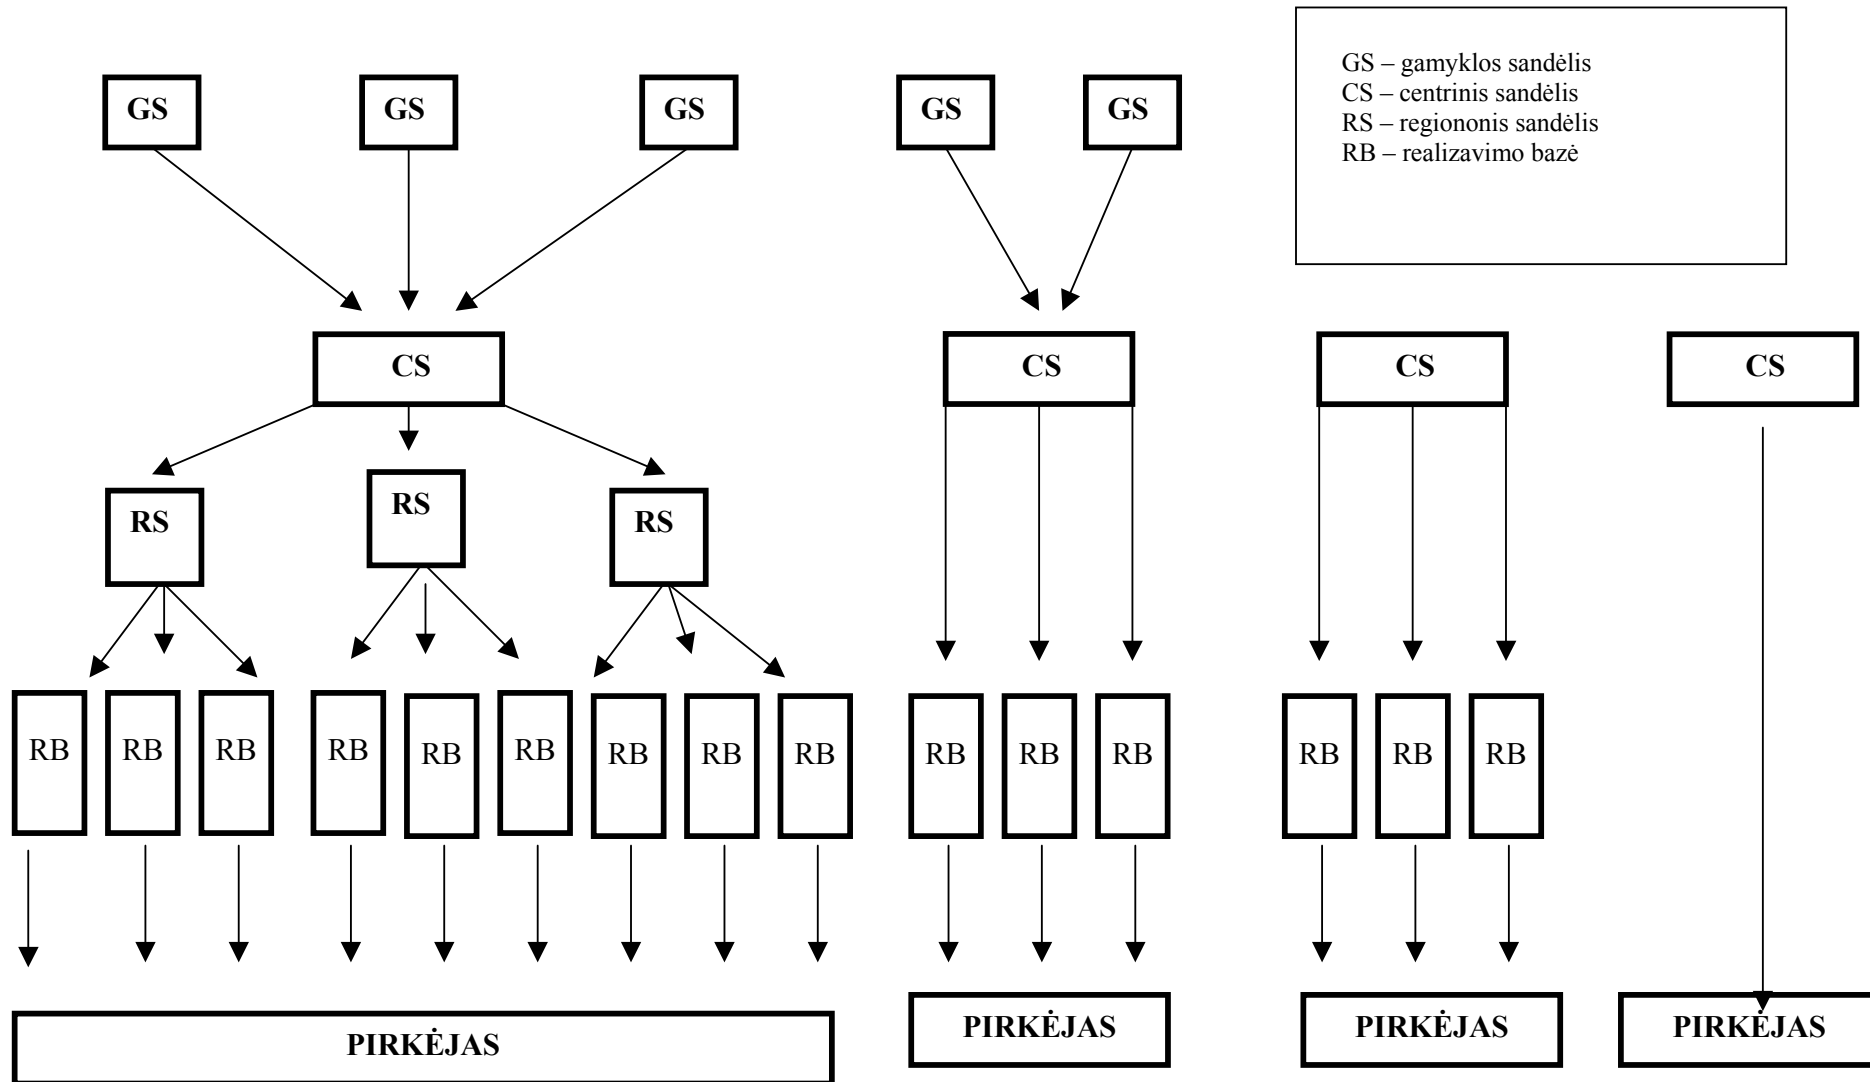 GS – gamyklos sandėlis
CS – centrinis sandėlis
RS – regiononis sandėlis
RB – realizavimo bazė
GS GS GS GS GS
CS CS CS CS
RS RS RS
RB RB RB RB RB RB RB RB RB RB RB RB RB RB RB
PIRKĖJAS PIRKĖJAS PIRKĖJAS PIRKĖJAS